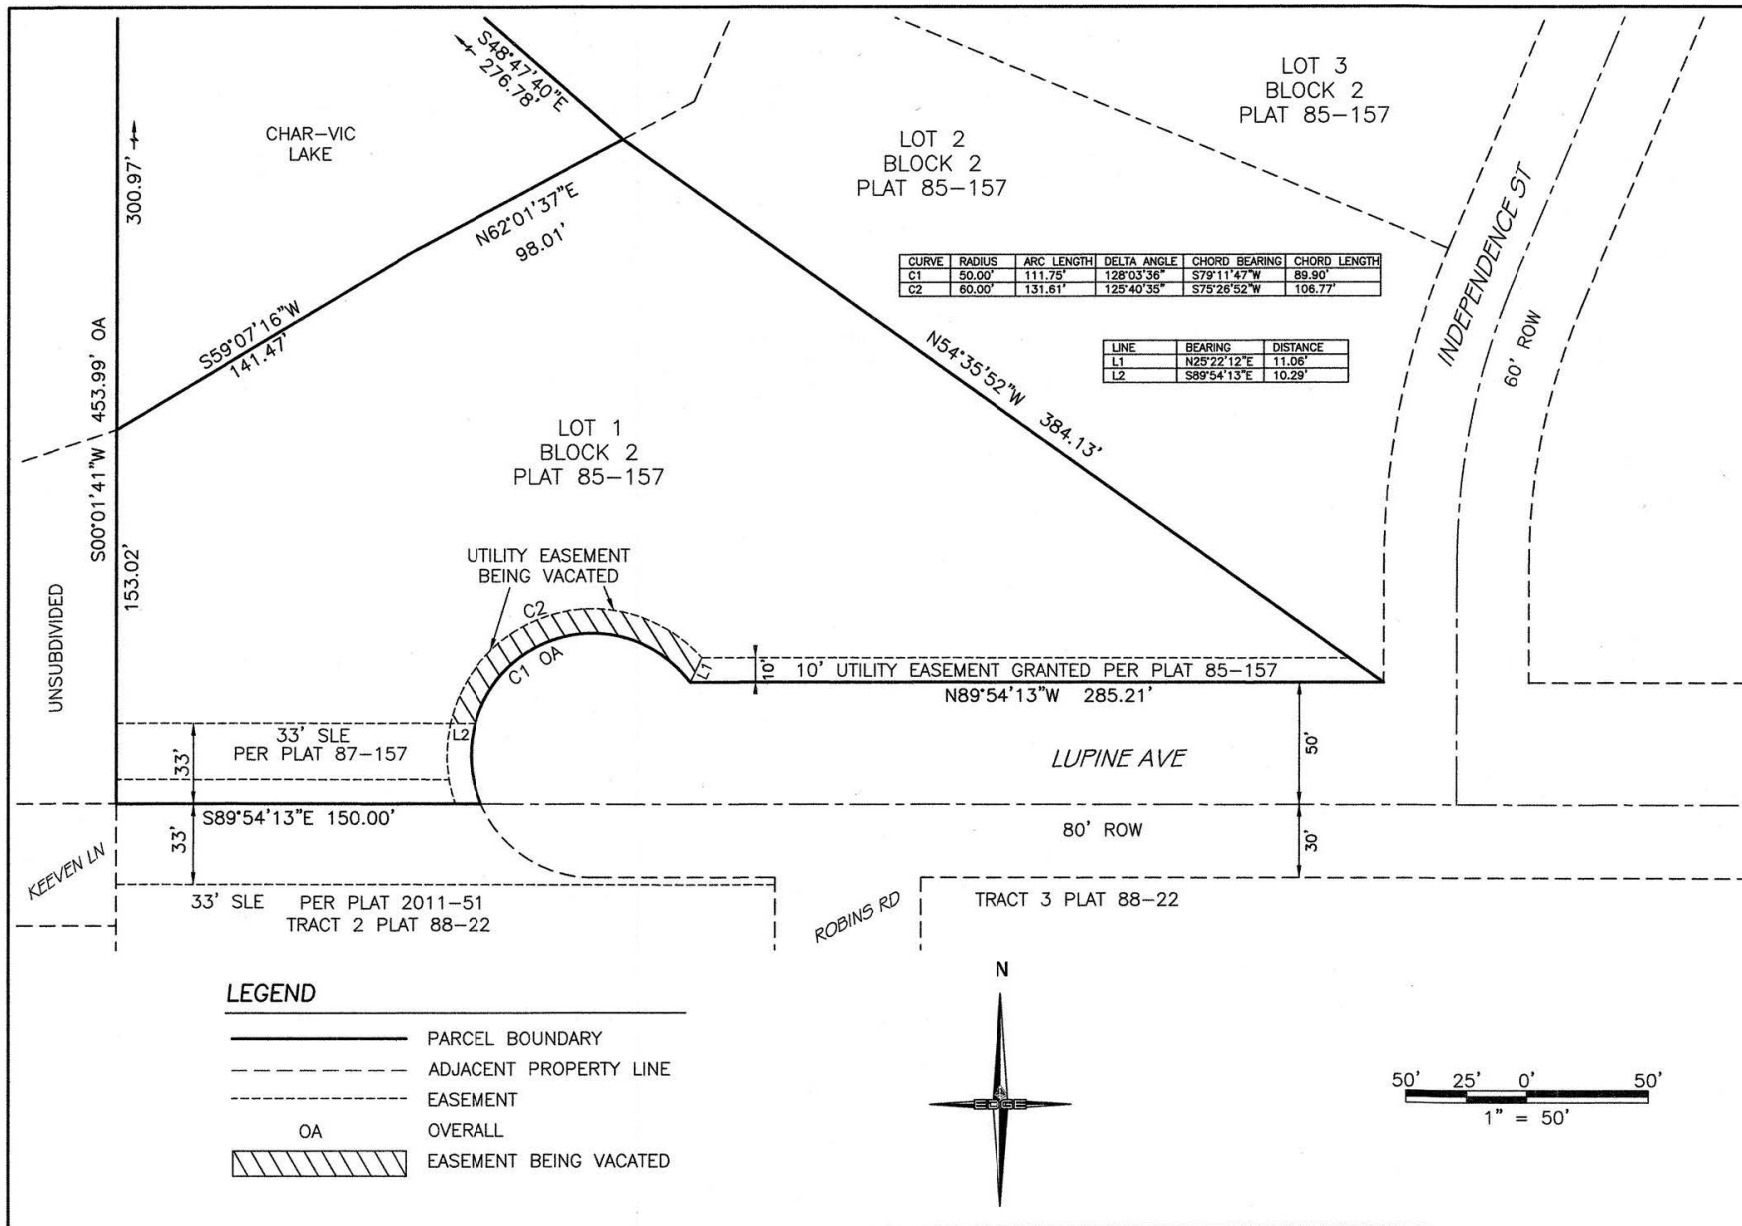 S48°47'40"E
276.78'
300.97'
CHAR-VIC
LAKE
LOT 3
BLOCK 2
PLAT 85-157
LOT 2
BLOCK 2
PLAT 85-157
N62°01'37"E
98.01'
S59°07'16"W
141.47'
S00°01'41"W 453.99' OA
153.02'
UNSUBDIVIDED
CURVE RADIUS ARC LENGTH DELTA ANGLE CHORD BEARING CHORD LENGTH
C1 50.00' 111.75' 128°03'36" S79°11'47"W 89.90'
C2 60.00' 131.61' 125°40'35" S75°26'52"W 106.77'
LINE BEARING DISTANCE
L1 N25°22'12"E 11.06'
L2 S89°54'13"E 10.29'
INDEPENDENCE ST
60' ROW
N54°35'52"W 384.13'
LOT 1
BLOCK 2
PLAT 85-157
UTILITY EASEMENT
BEING VACATED
C2
C1 OA
L1
L2
10'
10' UTILITY EASEMENT GRANTED PER PLAT 85-157
N89°54'13"W 285.21'
33' SLE
PER PLAT 87-157
33'
LUPINE AVE
50'
S89°54'13"E 150.00'
33'
80' ROW
30'
KEEVEN LN
33' SLE PER PLAT 2011-51
TRACT 2 PLAT 88-22
ROBINS RD
TRACT 3 PLAT 88-22
LEGEND
PARCEL BOUNDARY
ADJACENT PROPERTY LINE
EASEMENT
OA OVERALL
EASEMENT BEING VACATED
N
EDGE
50' 25' 0' 50'
1" = 50'